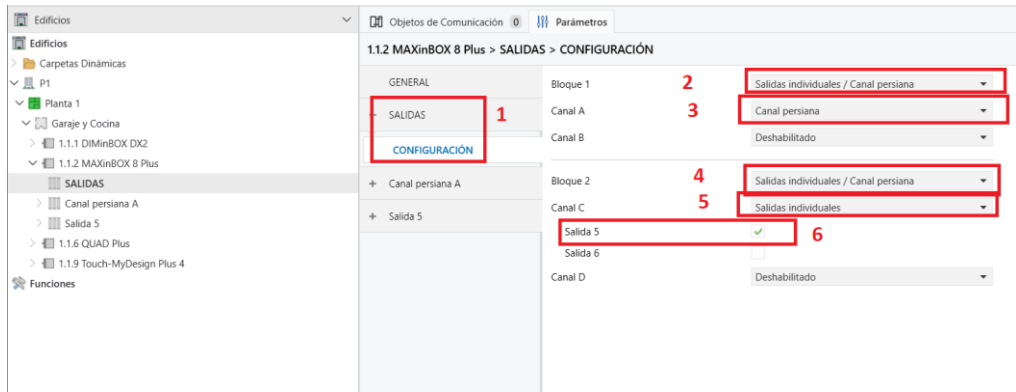 Edificios
Edificios
Carpetas Dinámicas
P1
Planta 1
Garaje y Cocina
1.1.1 DIMinBOX DX2
1.1.2 MAXinBOX 8 Plus
SALIDAS
Canal persiana A
Salida 5
1.1.6 QUAD Plus
1.1.9 Touch-MyDesign Plus 4
Funciones
Objetos de Comunicación 0 Parámetros
1.1.2 MAXinBOX 8 Plus > SALIDAS > CONFIGURACIÓN
GENERAL
- SALIDAS 1
CONFIGURACIÓN
+ Canal persiana A
+ Salida 5
Bloque 1 2 Salidas individuales / Canal persiana
Canal A 3 Canal persiana
Canal B Deshabilitado
Bloque 2 4 Salidas individuales / Canal persiana
Canal C 5 Salidas individuales
Salida 5 6
Salida 6
Canal D Deshabilitado